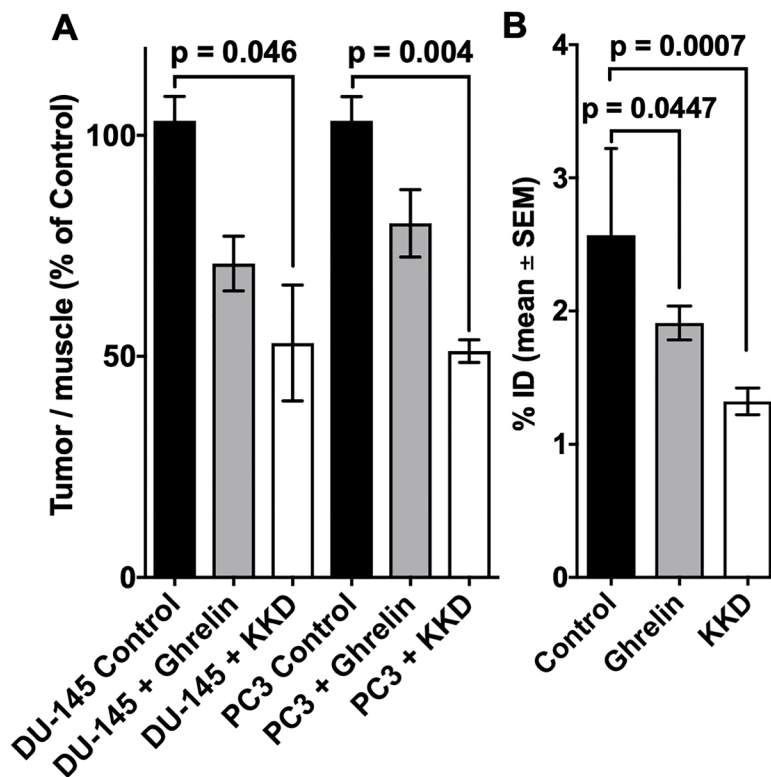 A
p = 0.046
p = 0.004
Tumor / muscle (% of Control)
100
50
0
DU-145 Control
DU-145 + Ghrelin
DU-145 + KKD
PC3 Control
PC3 + Ghrelin
PC3 + KKD
B
p = 0.0007
p = 0.0447
% ID (mean ± SEM)
4
3
2
1
0
Control
Ghrelin
KKD